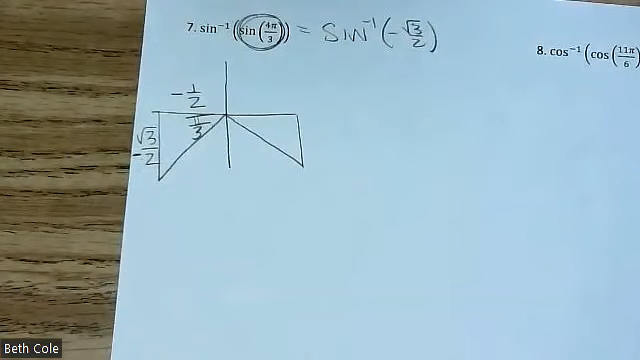 7. sin⁻¹((sin(4π/3))) = sin⁻¹(-√3/2)
8. cos⁻¹(cos(11π/6)
-1/2
π/3
-√3/2
Beth Cole